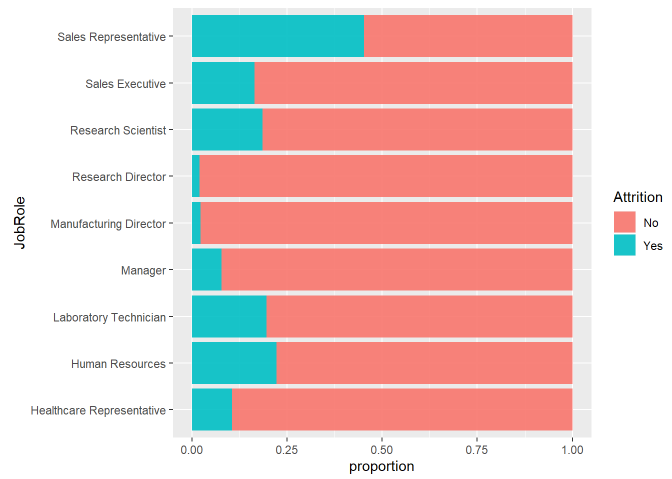 Sales Representative
Sales Executive
Research Scientist
Research Director
Manufacturing Director
Manager
Laboratory Technician
Human Resources
Healthcare Representative
JobRole
0.00 0.25 0.50 0.75 1.00
proportion
Attrition
No
Yes